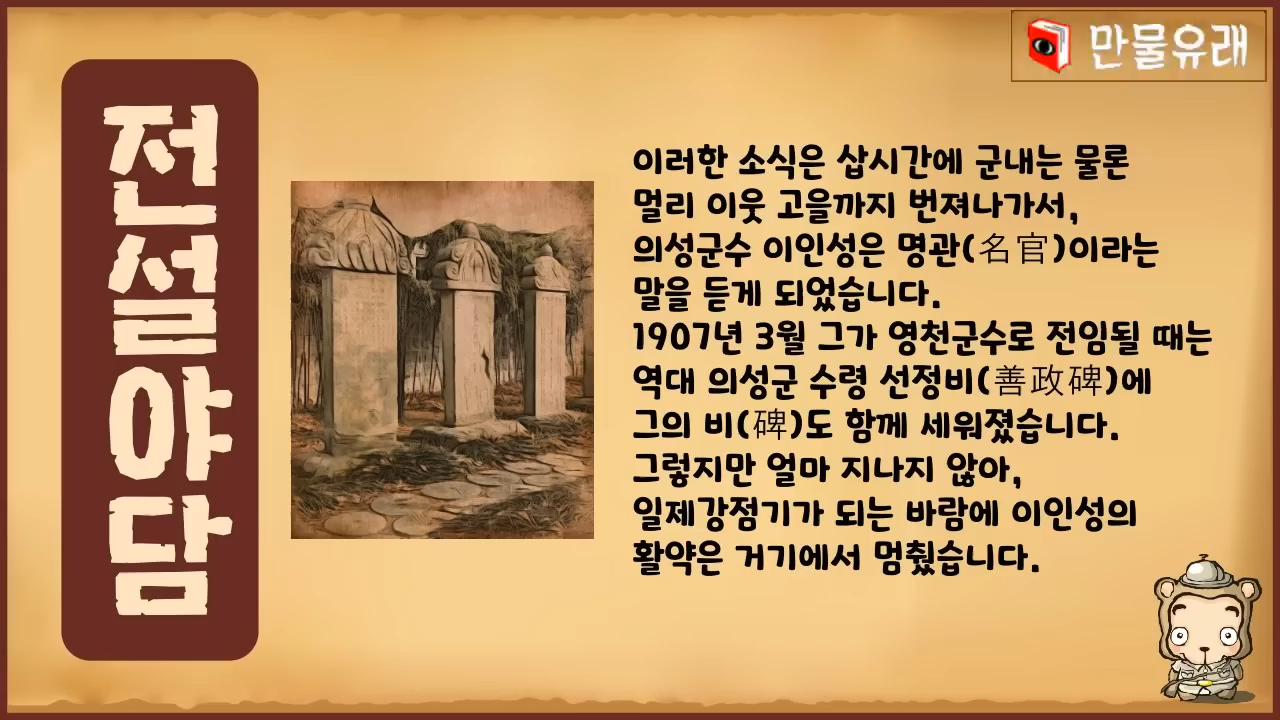 만물유래
전설야담
이러한 소식은 삽시간에 군내는 물론
멀리 이웃 고을까지 번져나가서,
의성군수 이인성은 명관(名官)이라는
말을 듣게 되었습니다.
1907년 3월 그가 영천군수로 전임될 때는
역대 의성군 수령 선정비(善政碑)에
그의 비(碑)도 함께 세워졌습니다.
그렇지만 얼마 지나지 않아,
일제강점기가 되는 바람에 이인성의
활약은 거기에서 멈췄습니다.